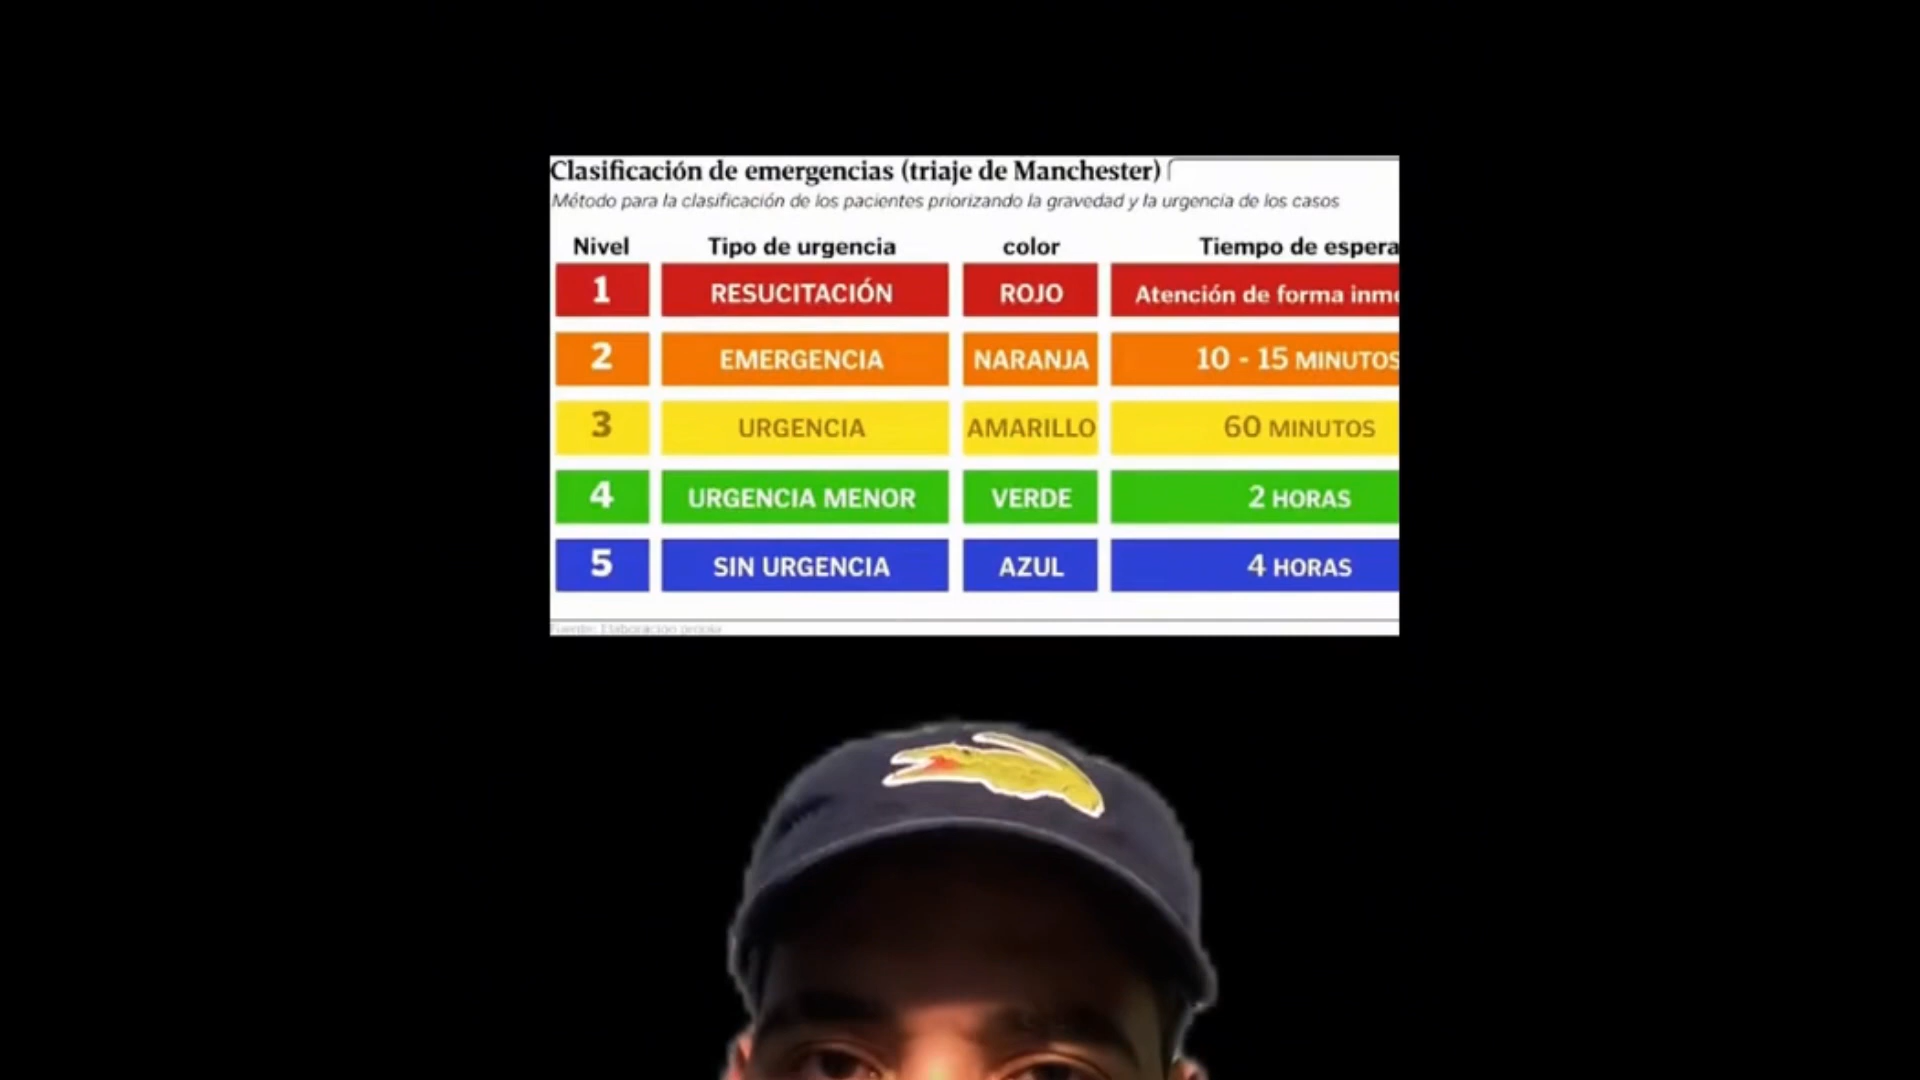 Clasificación de emergencias (triaje de Manchester)
Método para la clasificación de los pacientes priorizando la gravedad y la urgencia de los casos
Nivel Tipo de urgencia color Tiempo de espera
1 RESUCITACIÓN ROJO Atención de forma
2 EMERGENCIA NARANJA 10 - 15 MINUTOS
3 URGENCIA AMARILLO 60 MINUTOS
4 URGENCIA MENOR VERDE 2 HORAS
5 SIN URGENCIA AZUL 4 HORAS
Fuente: Elaboración propia